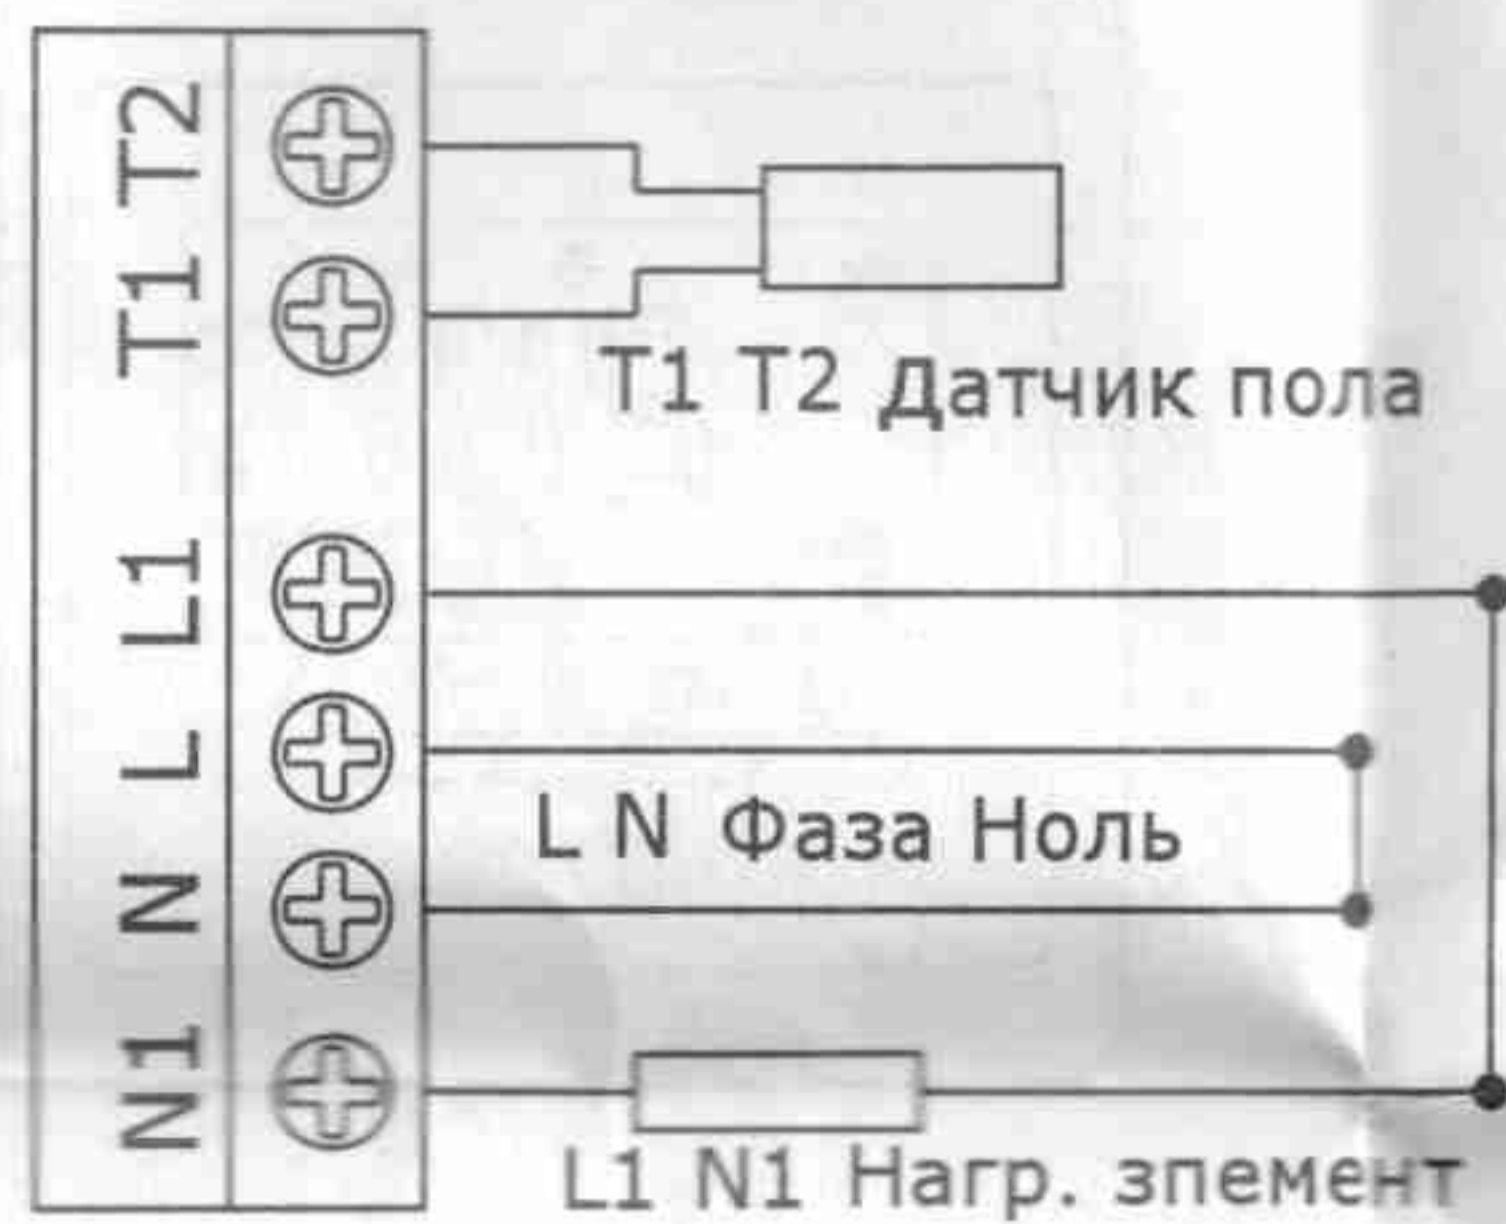 T2
T1
T1 T2 Датчик пола
L1
L
L N Фаза Ноль
N
N1
L1 N1 Нагр. зпемент